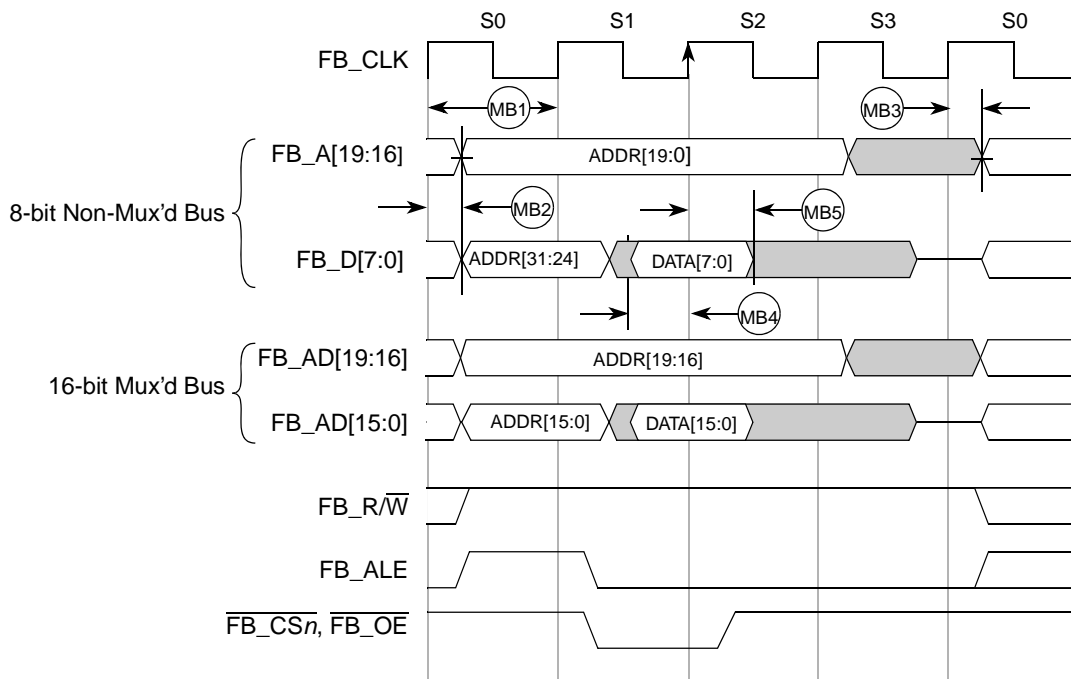 S0 S1 S2 S3 S0
FB_CLK
MB1 MB3
FB_A[19:16] ADDR[19:0]
8-bit Non-Mux'd Bus
MB2 MB5
FB_D[7:0] ADDR[31:24] DATA[7:0]
MB4
FB_AD[19:16] ADDR[19:16]
16-bit Mux'd Bus
FB_AD[15:0] ADDR[15:0] DATA[15:0]
FB_R/W̅
FB_ALE
F̅B̅_̅C̅S̅n̅, F̅B̅_̅O̅E̅